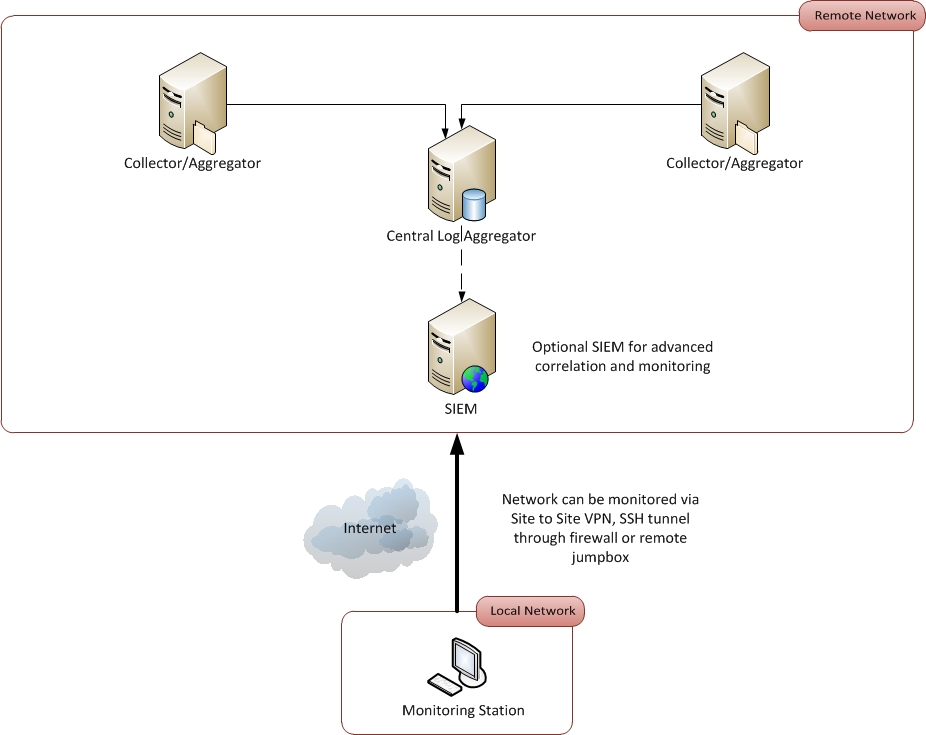 Remote Network
Collector/Aggregator
Collector/Aggregator
Central Log Aggregator
Optional SIEM for advanced
correlation and monitoring
SIEM
Internet
Network can be monitored via
Site to Site VPN, SSH tunnel
through firewall or remote
jumpbox
Local Network
Monitoring Station